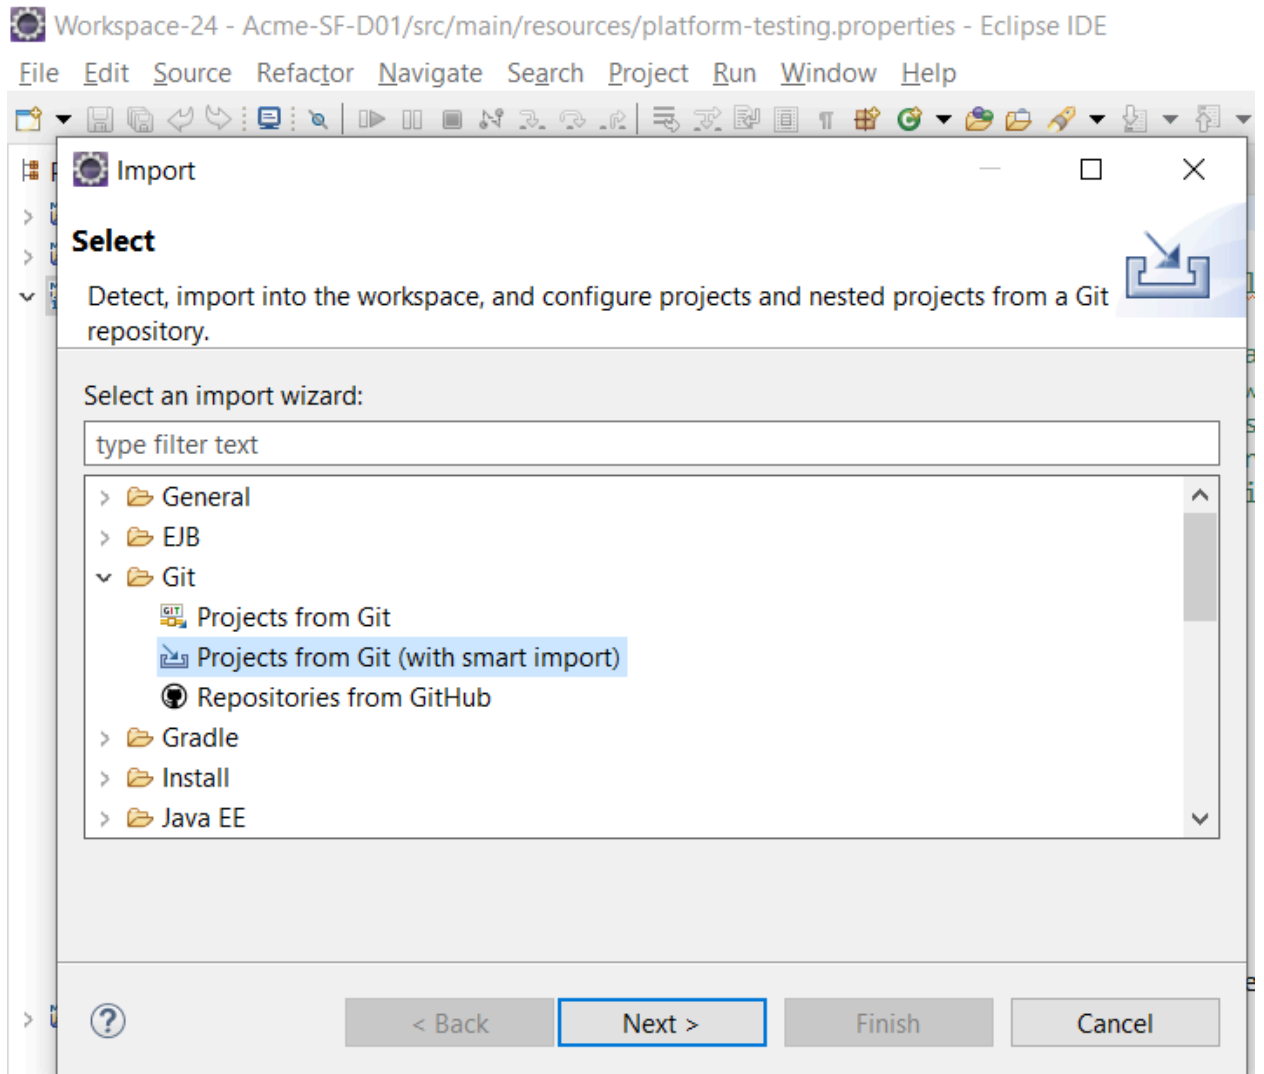 Workspace-24 - Acme-SF-D01/src/main/resources/platform-testing.properties - Eclipse IDE
File Edit Source Refactor Navigate Search Project Run Window Help
Import
Select
Detect, import into the workspace, and configure projects and nested projects from a Git
repository.
Select an import wizard:
type filter text
General
EJB
Git
GIT Projects from Git
Projects from Git (with smart import)
Repositories from GitHub
Gradle
Install
Java EE
< Back Next > Finish Cancel